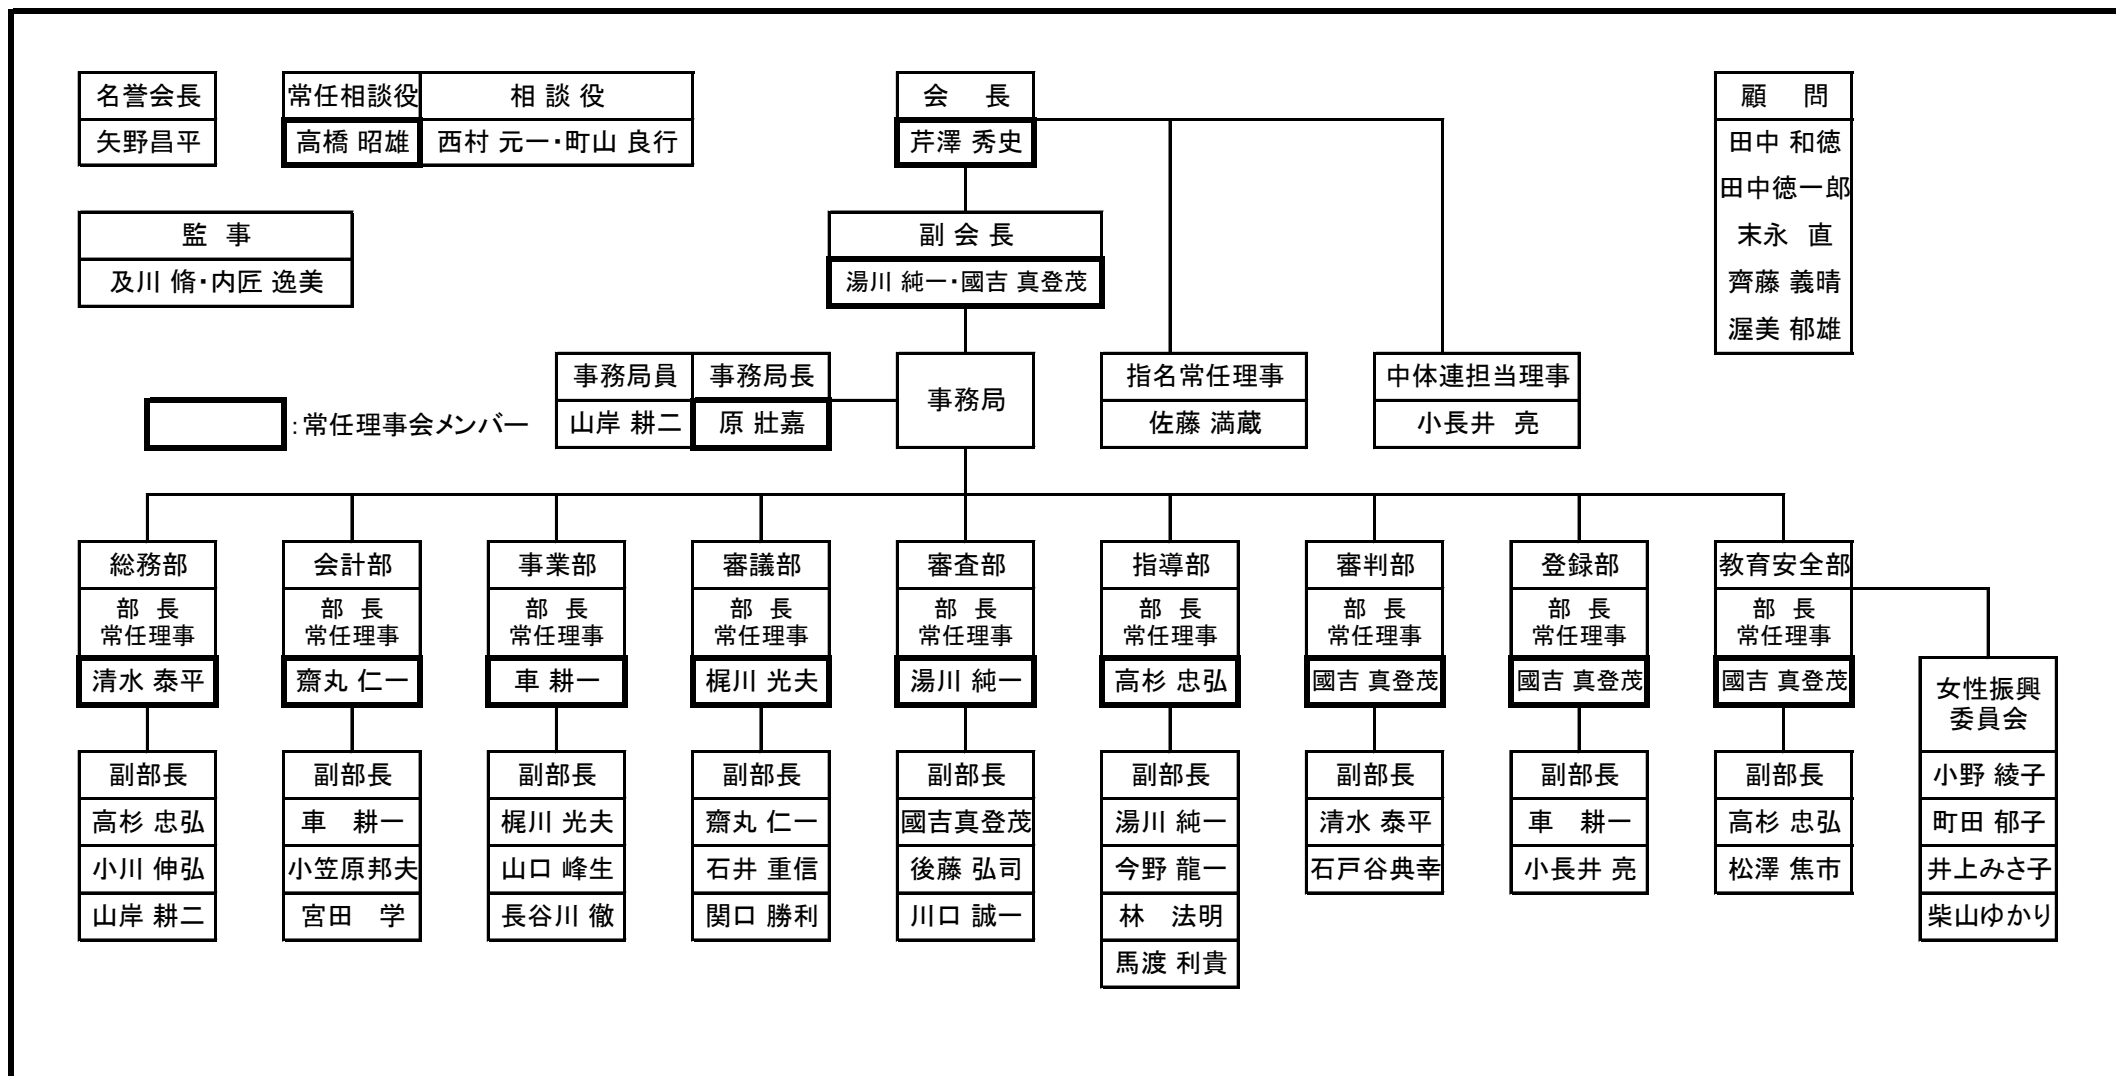 名誉会長
矢野昌平
常任相談役
高橋 昭雄
相 談 役
西村 元一・町山 良行
会 長
芹澤 秀史
顧 問
田中 和徳
田中徳一郎
末永 直
齊藤 義晴
渥美 郁雄
監 事
及川 脩・内匠 逸美
副 会 長
湯川 純一・國吉 真登茂
:常任理事会メンバー
事務局員
山岸 耕二
事務局長
原 壯嘉
事務局
指名常任理事
佐藤 満蔵
中体連担当理事
小長井 亮
総務部
部 長
常任理事
清水 泰平
副部長
高杉 忠弘
小川 伸弘
山岸 耕二
会計部
部 長
常任理事
齋丸 仁一
副部長
車 耕一
小笠原邦夫
宮田 学
事業部
部 長
常任理事
車 耕一
副部長
梶川 光夫
山口 峰生
長谷川 徹
審議部
部 長
常任理事
梶川 光夫
副部長
齋丸 仁一
石井 重信
関口 勝利
審査部
部 長
常任理事
湯川 純一
副部長
國吉真登茂
後藤 弘司
川口 誠一
指導部
部 長
常任理事
高杉 忠弘
副部長
湯川 純一
今野 龍一
林 法明
馬渡 利貴
審判部
部 長
常任理事
國吉 真登茂
副部長
清水 泰平
石戸谷典幸
登録部
部 長
常任理事
國吉 真登茂
副部長
車 耕一
小長井 亮
教育安全部
部 長
常任理事
國吉 真登茂
副部長
高杉 忠弘
松澤 焦市
女性振興
委員会
小野 綾子
町田 郁子
井上みさ子
柴山ゆかり